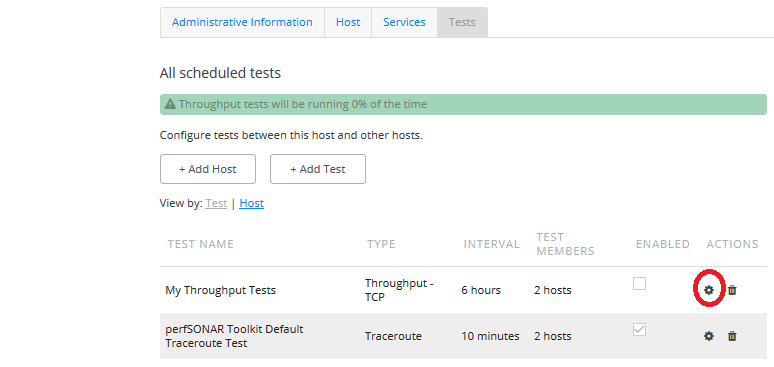 Administrative Information Host Services Tests
All scheduled tests
Throughput tests will be running 0% of the time
Configure tests between this host and other hosts.
+ Add Host + Add Test
View by: Test | Host
TEST NAME TYPE INTERVAL TEST MEMBERS ENABLED ACTIONS
My Throughput Tests Throughput - TCP 6 hours 2 hosts
perfSONAR Toolkit Default Traceroute Test Traceroute 10 minutes 2 hosts